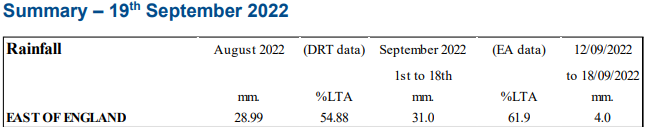 Summary – 19th September 2022
Rainfall August 2022 (DRT data) September 2022 (EA data) 12/09/2022
1st to 18th to 18/09/2022
mm. %LTA mm. %LTA mm.
EAST OF ENGLAND 28.99 54.88 31.0 61.9 4.0